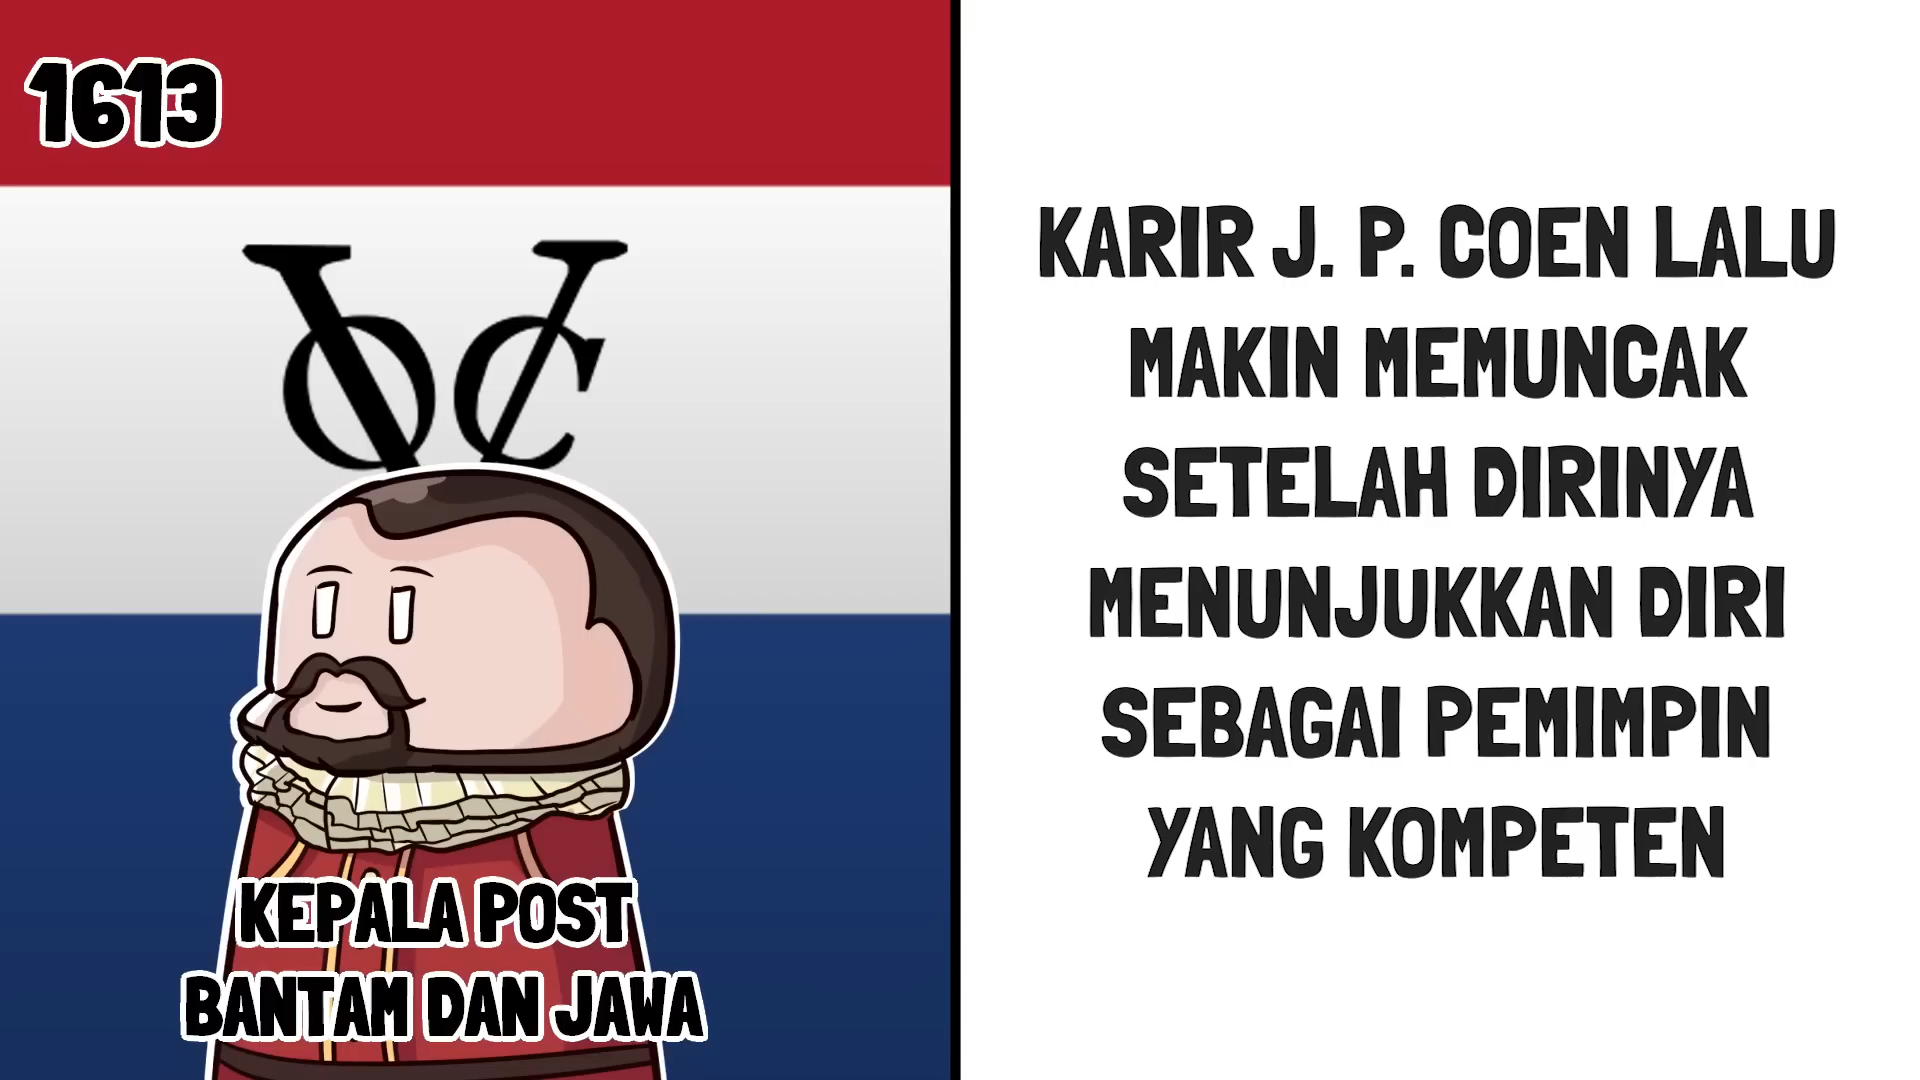 1613
VOC
KEPALA POST
BANTAM DAN JAWA
KARIR J. P. COEN LALU
MAKIN MEMUNCAK
SETELAH DIRINYA
MENUNJUKKAN DIRI
SEBAGAI PEMIMPIN
YANG KOMPETEN